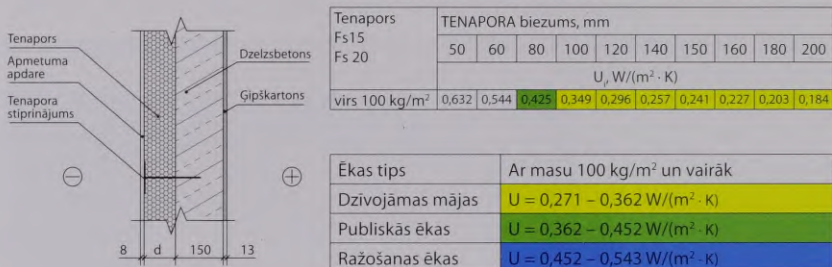 Tenapors
Apmetuma
apdare
Tenapora
stiprinājums
Dzelzsbetons
Ģipškartons
8 d 150 13
Tenapors
Fs15
Fs 20
TENAPORA biezums, mm
50 60 80 100 120 140 150 160 180 200
U, W/(m² · K)
virs 100 kg/m² 0,632 0,544 0,425 0,349 0,296 0,257 0,241 0,227 0,203 0,184
Ēkas tips Ar masu 100 kg/m² un vairāk
Dzīvojāmas mājas U = 0,271 – 0,362 W/(m² · K)
Publiskās ēkas U = 0,362 – 0,452 W/(m² · K)
Ražošanas ēkas U = 0,452 – 0,543 W/(m² · K)